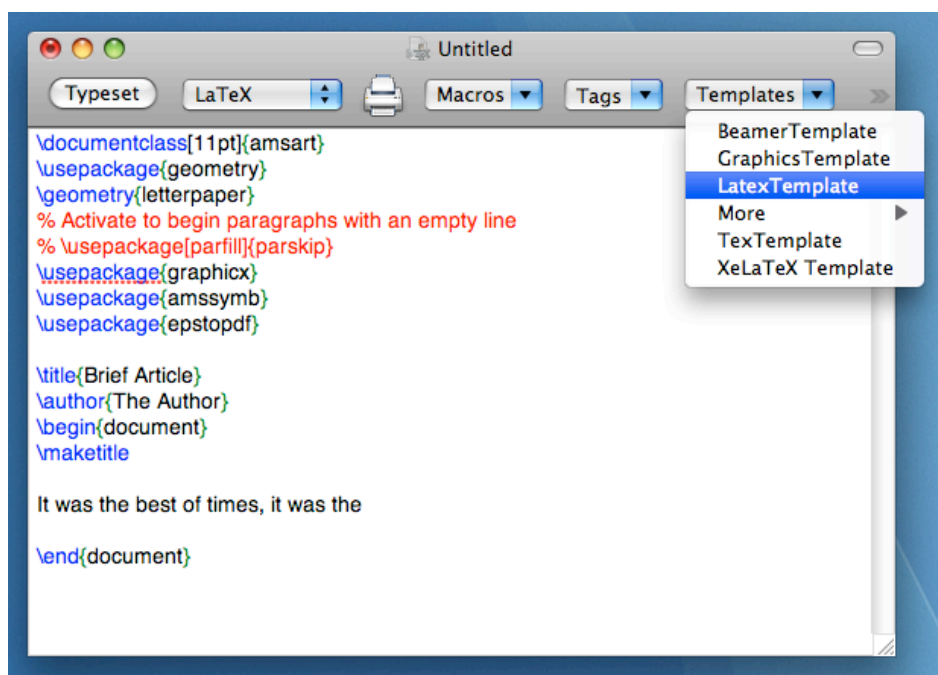 Untitled
Typeset LaTeX Macros Tags Templates
BeamerTemplate
GraphicsTemplate
LatexTemplate
More
TexTemplate
XeLaTeX Template
\documentclass[11pt]{amsart}
\usepackage{geometry}
\geometry{letterpaper}
% Activate to begin paragraphs with an empty line
% \usepackage[parfill]{parskip}
\usepackage{graphicx}
\usepackage{amssymb}
\usepackage{epstopdf}
\title{Brief Article}
\author{The Author}
\begin{document}
\maketitle
It was the best of times, it was the
\end{document}